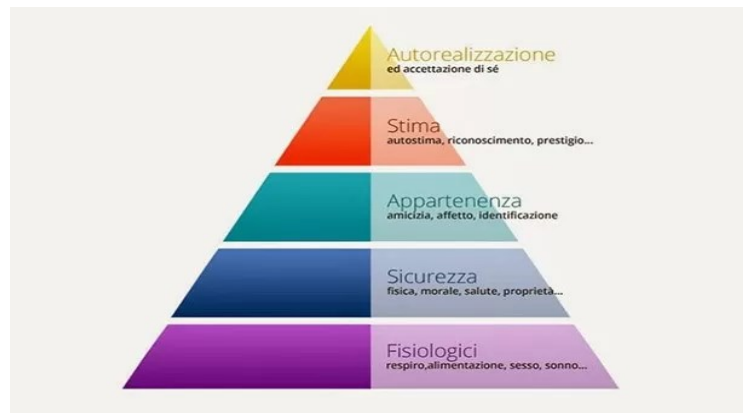 Autorealizzazione
ed accettazione di sé
Stima
autostima, riconoscimento, prestigio...
Appartenenza
amicizia, affetto, identificazione
Sicurezza
fisica, morale, salute, proprietà...
Fisiologici
respiro,alimentazione, sesso, sonno...